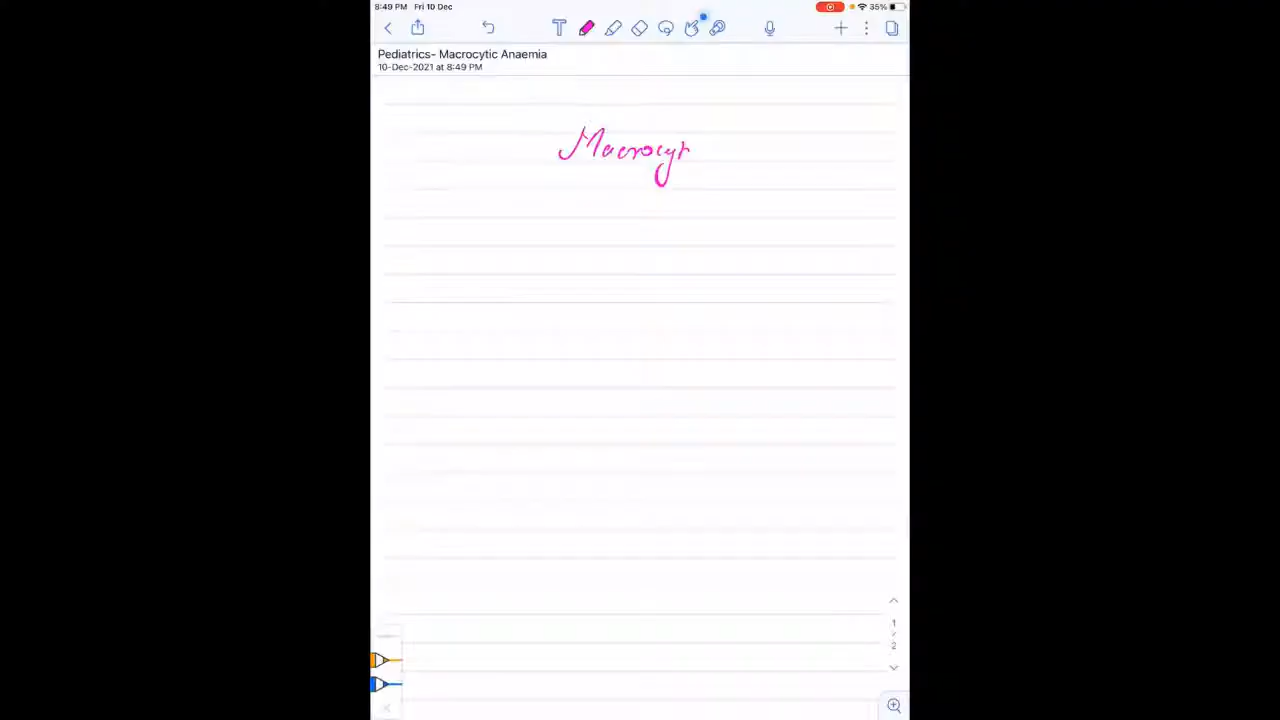 8:49 PM Fri 10 Dec
35%
Pediatrics- Macrocytic Anaemia
10-Dec-2021 at 8:49 PM
Macrocyt
1
/
2